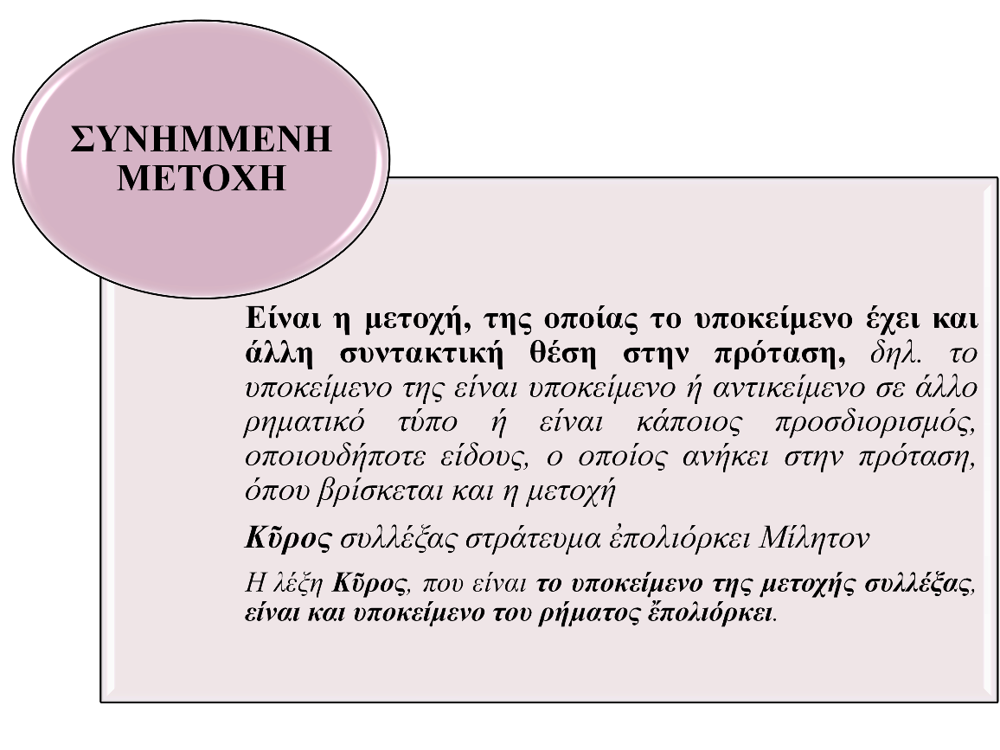 ΣΥΝΗΜΜΕΝΗ
ΜΕΤΟΧΗ
Είναι η μετοχή, της οποίας το υποκείμενο έχει και
άλλη συντακτική θέση στην πρόταση, δηλ. το
υποκείμενο της είναι υποκείμενο ή αντικείμενο σε άλλο
ρηματικό τύπο ή είναι κάποιος προσδιορισμός,
οποιουδήποτε είδους, ο οποίος ανήκει στην πρόταση,
όπου βρίσκεται και η μετοχή
Κῦρος συλλέξας στράτευμα ἐπολιόρκει Μίλητον
Η λέξη Κῦρος, που είναι το υποκείμενο της μετοχής συλλέξας,
είναι και υποκείμενο του ρήματος ἔπολιόρκει.